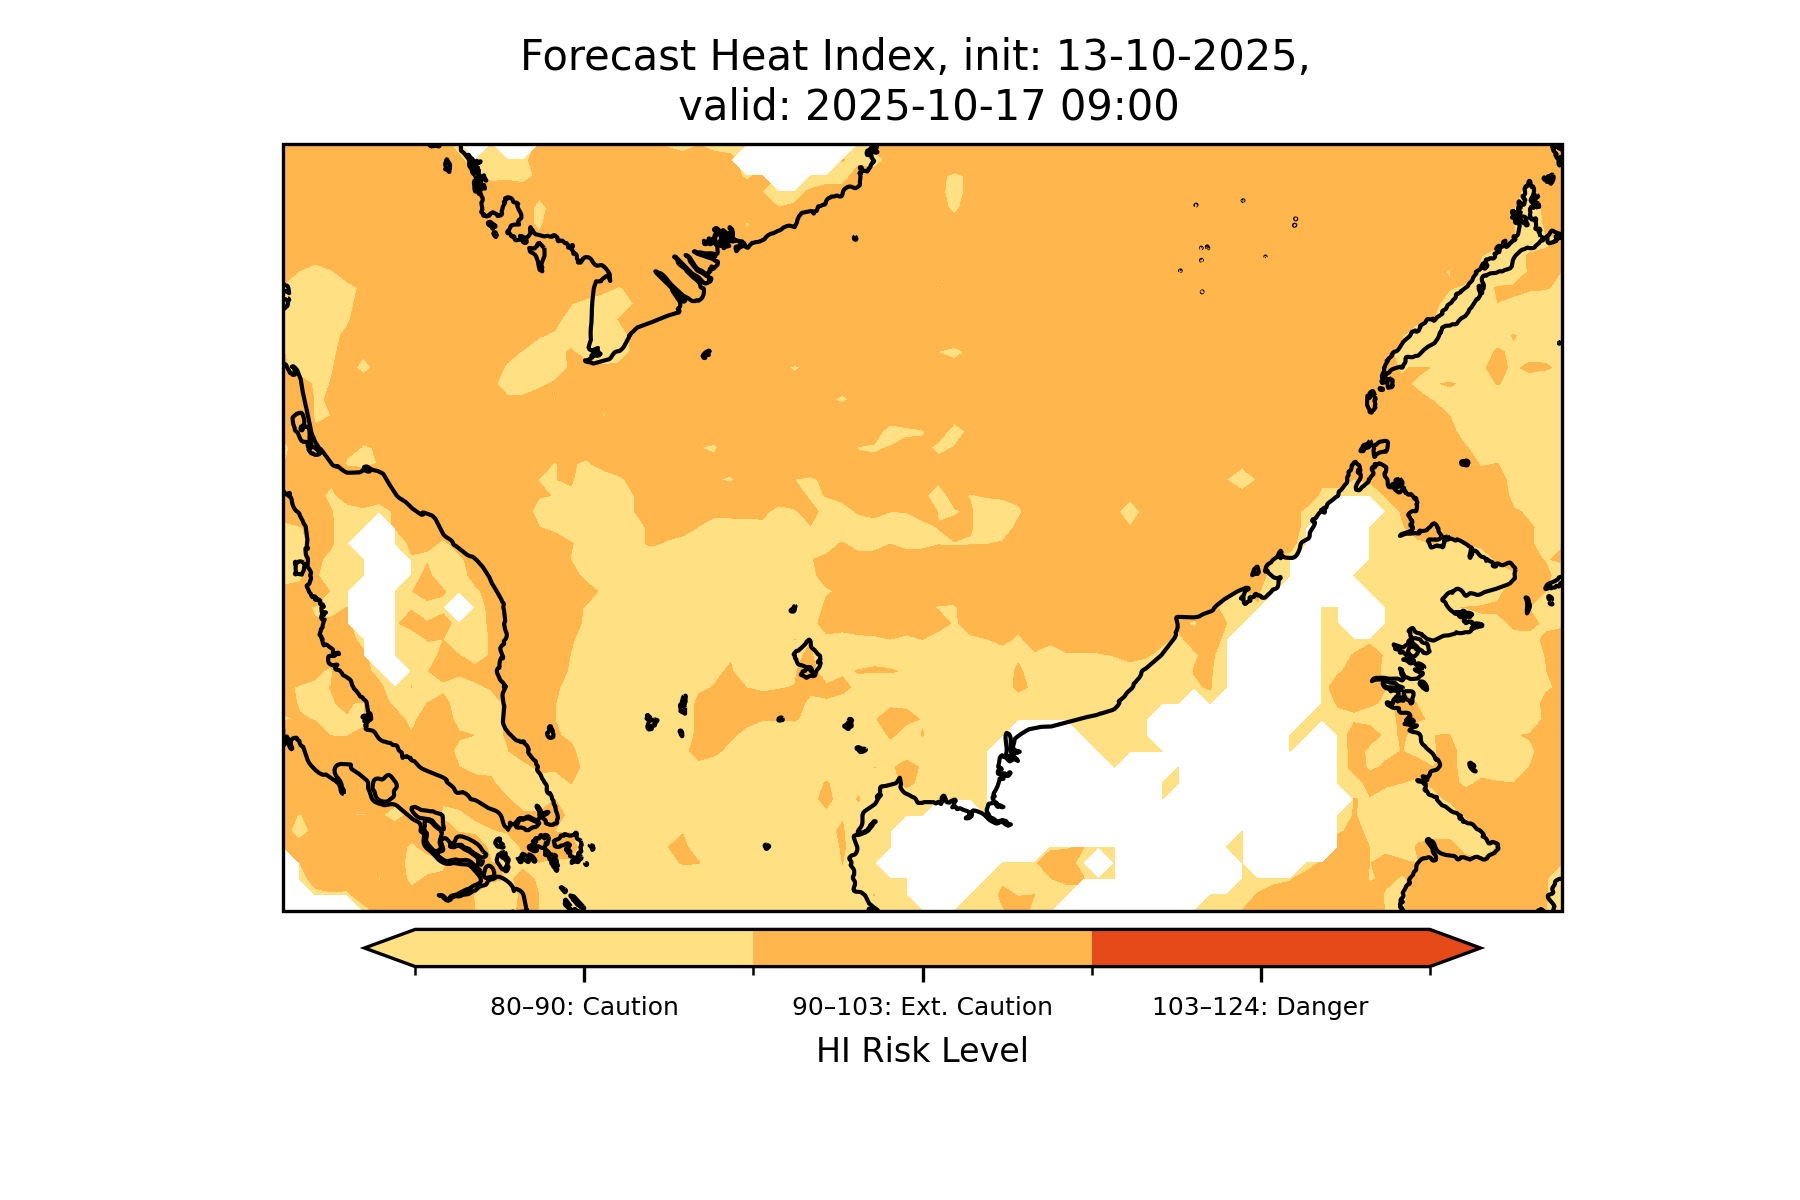 Forecast Heat Index, init: 13-10-2025,
valid: 2025-10-17 09:00
80–90: Caution
90–103: Ext. Caution
103–124: Danger
HI Risk Level